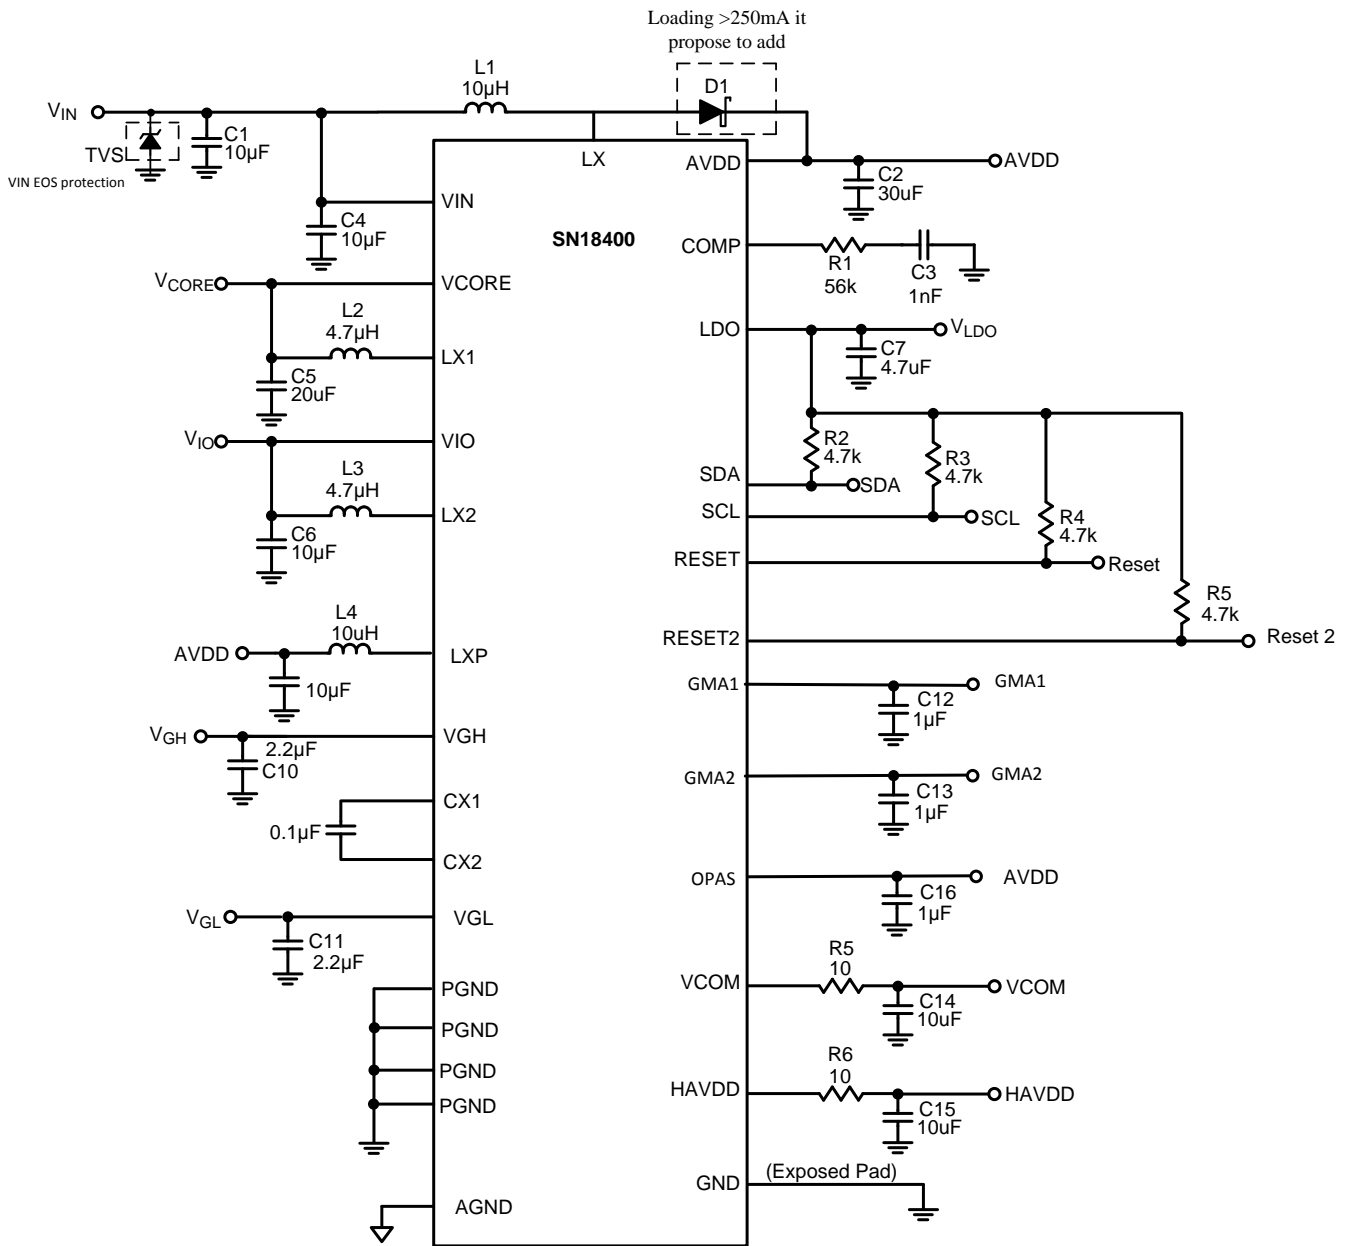 Loading >250mA it
propose to add
L1
10µH
D1
VIN
C1
10µF
TVS
VIN EOS protection
LX
AVDD
AVDD
C2
30uF
VIN
C4
10µF
SN18400
COMP
R1
56k
C3
1nF
VCORE
VCORE
L2
4.7µH
LX1
C5
20uF
LDO
VLDO
C7
4.7uF
VIO
VIO
L3
4.7µH
LX2
C6
10µF
R2
4.7k
R3
4.7k
SDA
SDA
SCL
SCL
R4
4.7k
RESET
Reset
R5
4.7k
RESET2
Reset 2
L4
10uH
AVDD
LXP
10µF
GMA1
GMA1
C12
1µF
VGH
VGH
2.2µF
C10
GMA2
GMA2
C13
1µF
CX1
0.1µF
CX2
OPAS
AVDD
C16
1µF
VGL
VGL
C11
2.2µF
PGND
PGND
PGND
PGND
VCOM
R5
10
VCOM
C14
10uF
HAVDD
R6
10
HAVDD
C15
10uF
GND
(Exposed Pad)
AGND